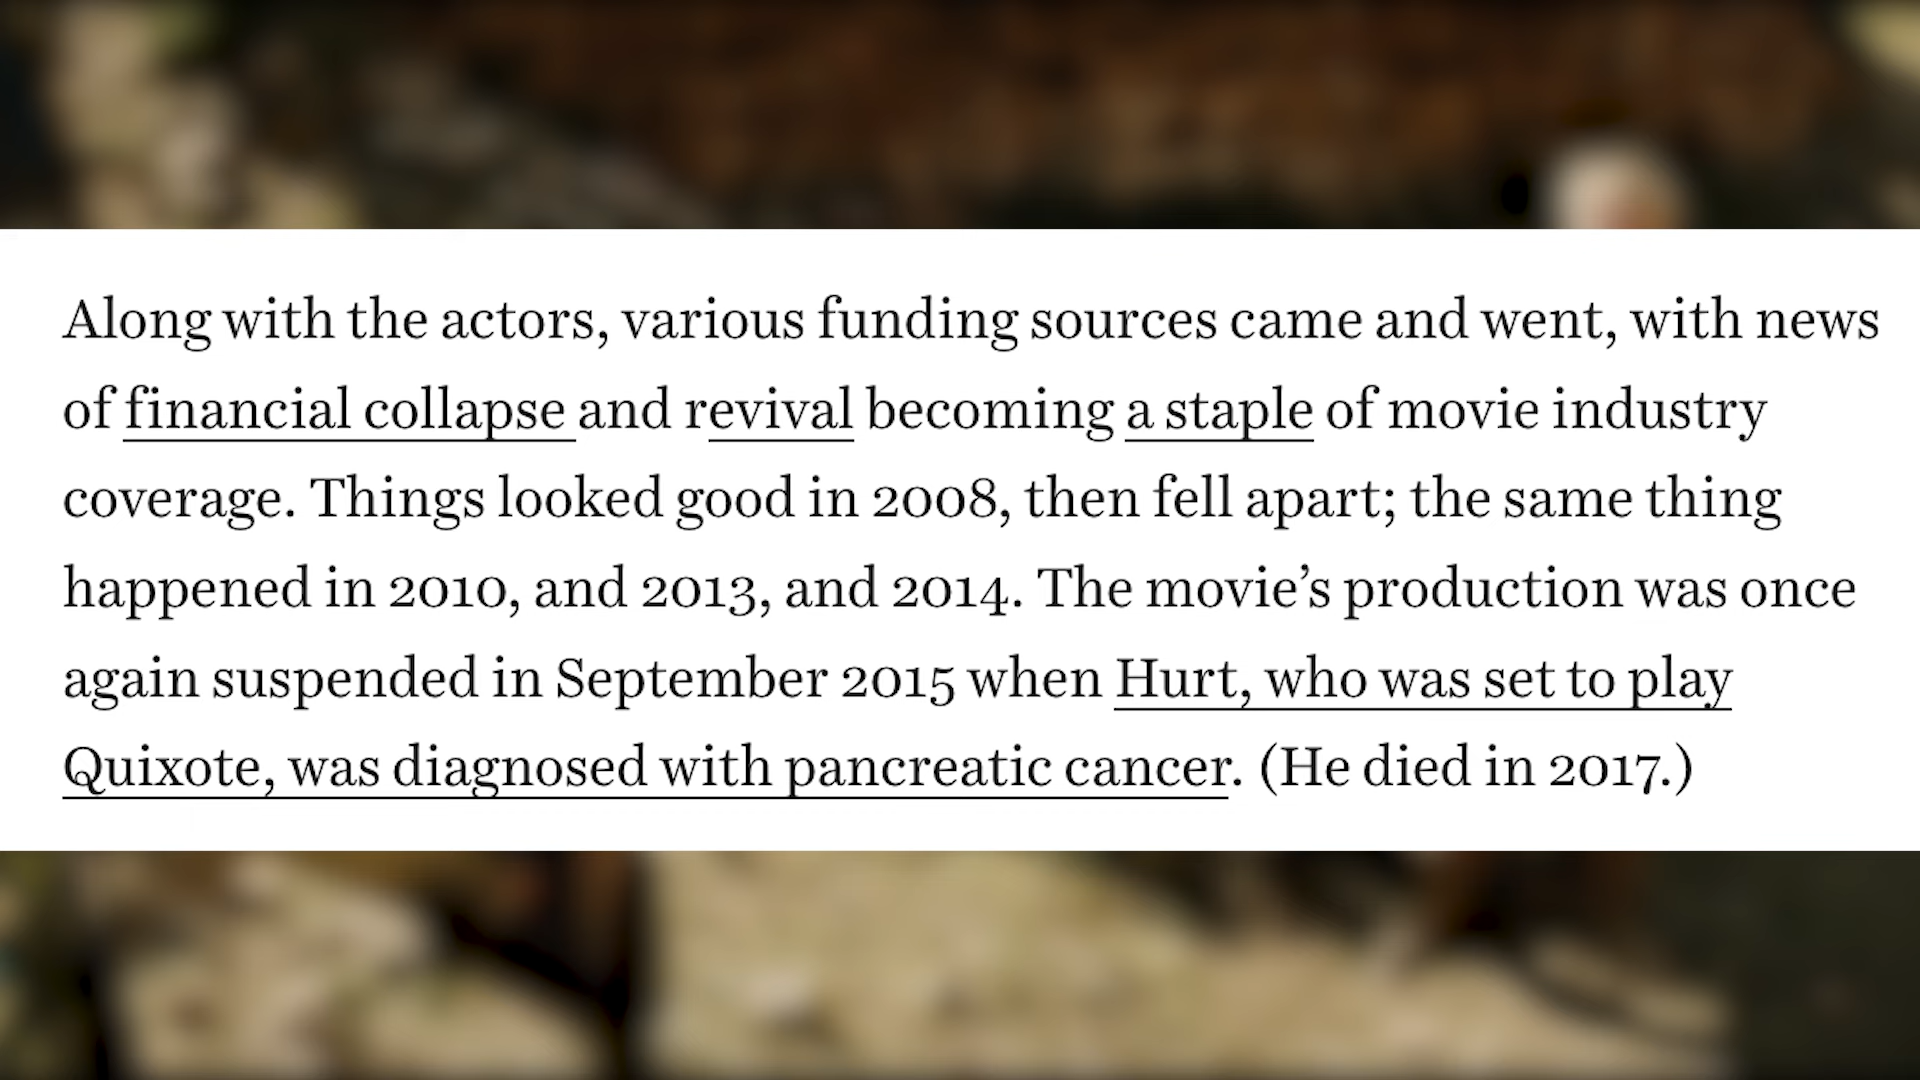 Along with the actors, various funding sources came and went, with news
of financial collapse and revival becoming a staple of movie industry
coverage. Things looked good in 2008, then fell apart; the same thing
happened in 2010, and 2013, and 2014. The movie’s production was once
again suspended in September 2015 when Hurt, who was set to play
Quixote, was diagnosed with pancreatic cancer. (He died in 2017.)